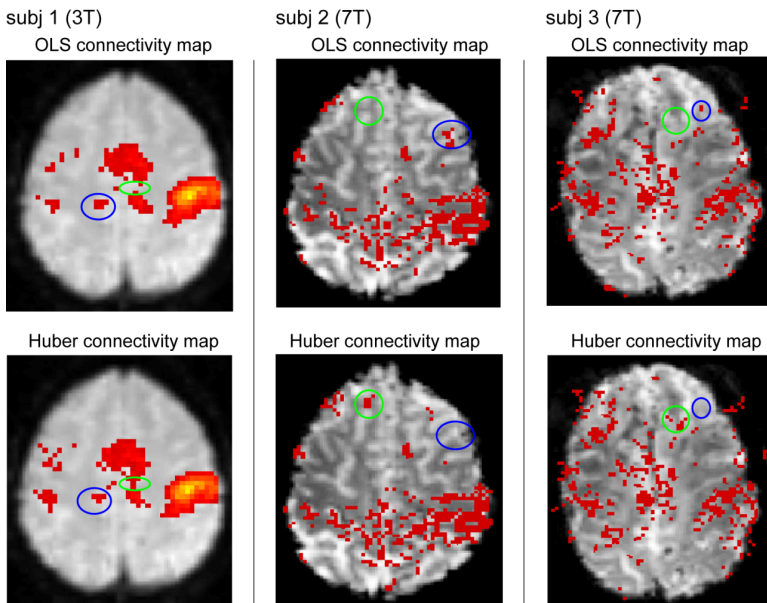 subj 1 (3T)
subj 2 (7T)
subj 3 (7T)
OLS connectivity map
OLS connectivity map
OLS connectivity map
Huber connectivity map
Huber connectivity map
Huber connectivity map